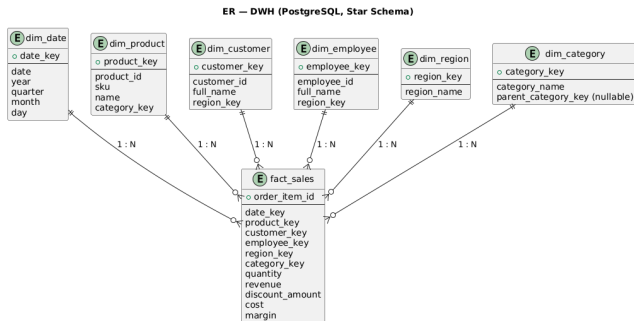 ER — DWH (PostgreSQL, Star Schema)
E dim_date
date_key
date
year
quarter
month
day
E dim_product
product_key
product_id
sku
name
category_key
E dim_customer
customer_key
customer_id
full_name
region_key
E dim_employee
employee_key
employee_id
full_name
region_key
E dim_region
region_key
region_name
E dim_category
category_key
category_name
parent_category_key (nullable)
1 : N
1 : N
1 : N
1 : N
1 : N
1 : N
E fact_sales
order_item_id
date_key
product_key
customer_key
employee_key
region_key
category_key
quantity
revenue
discount_amount
cost
margin